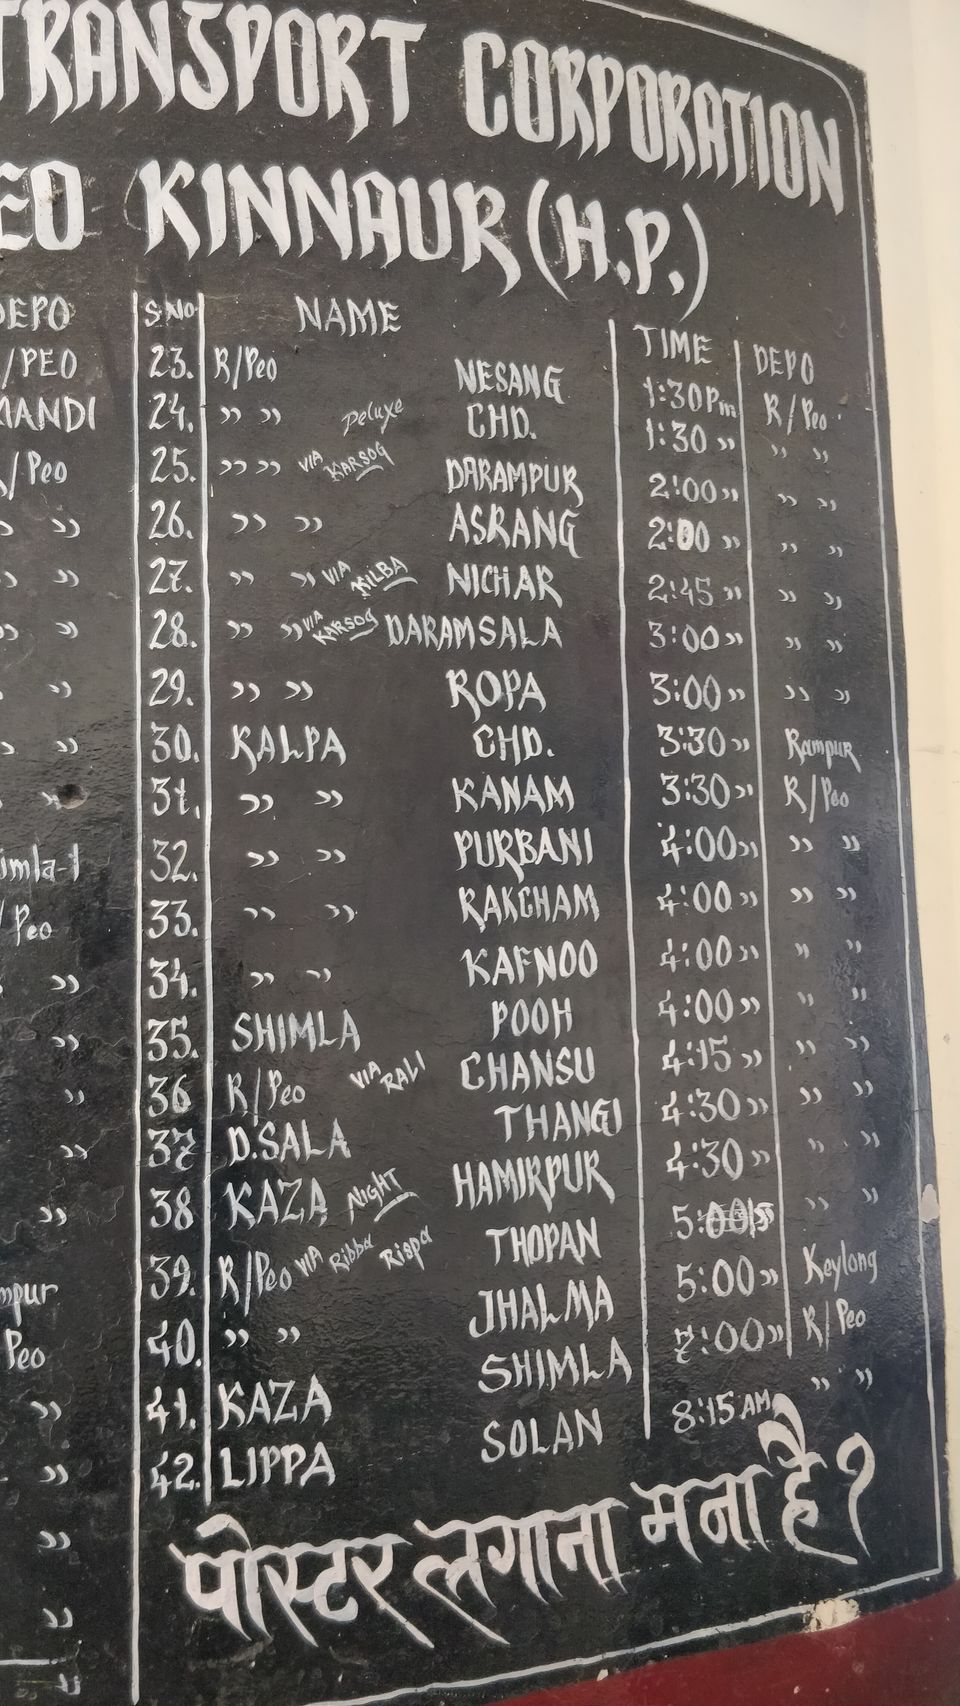 TRANSPORT CORPORATION
EO KINNAUR (H.P.)
DEPO S.NO. NAME TIME DEPO
/PEO 23. R/Peo NESANG 1:30Pm R/Peo
MANDI 24. " " Deluxe CHD. 1:30 " " "
/Peo 25. " " VIA KARSOG DARAMPUR 2:00 " " "
" " 26. " " ASRANG 2:00 " " "
" " 27. " " VIA KILBA NICHAR 2:45 " " "
" " 28. " " VIA KARSOG DARAMSALA 3:00 " " "
" 29. " " ROPA 3:00 " " "
" " 30. KALPA CHD. 3:30 " Rampur
" " 31. " " KANAM 3:30 " R/Peo
imla-1 32. " " PURBANI 4:00 " " "
/Peo 33. " " RAKCHAM 4:00 " " "
" " 34. " " KAFNOO 4:00 " " "
" 35. SHIMLA POOH 4:00 " " "
" 36 R/Peo VIA RALI CHANSU 4:15 " " "
" 37 D.SALA THANGI 4:30 " " "
" 38 KAZA NIGHT HAMIRPUR 4:30 " " "
mpur 39. R/Peo VIA Ribba Rispa THOPAN 5:15 " "
Peo 40. " " JHALMA 5:00 " Keylong
" 41. KAZA SHIMLA 7:00 " R/Peo
" 42. LIPPA SOLAN 8:15 AM " "
"
पोस्टर लगाना मना है?
"
"